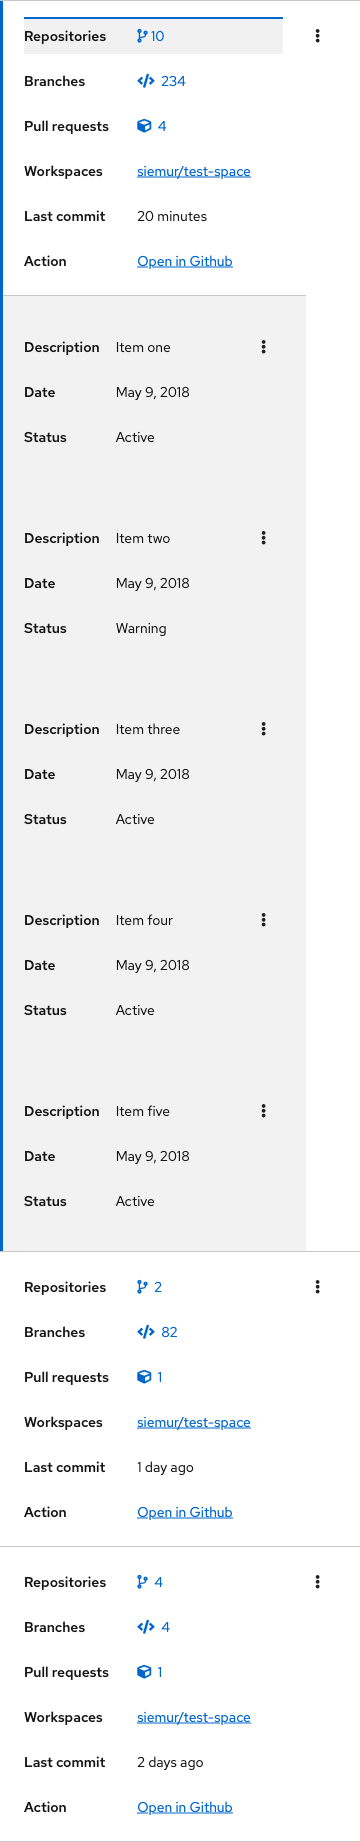 Repositories 10
Branches 234
Pull requests 4
Workspaces siemur/test-space
Last commit 20 minutes
Action Open in Github
Description Item one
Date May 9, 2018
Status Active
Description Item two
Date May 9, 2018
Status Warning
Description Item three
Date May 9, 2018
Status Active
Description Item four
Date May 9, 2018
Status Active
Description Item five
Date May 9, 2018
Status Active
Repositories 2
Branches 82
Pull requests 1
Workspaces siemur/test-space
Last commit 1 day ago
Action Open in Github
Repositories 4
Branches 4
Pull requests 1
Workspaces siemur/test-space
Last commit 2 days ago
Action Open in Github